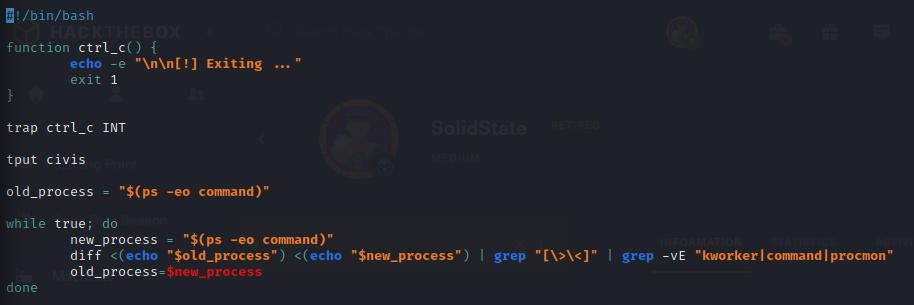 #!/bin/bash
HACKTHEBOX
function ctrl_c() {
echo -e "\n\n[!] Exiting ..."
exit 1
}
trap ctrl_c INT
SolidState
RETIRED
MEDIUM
tput civis
Starting Point
old_process = "$(ps -eo command)"
while true; do
new_process = "$(ps -eo command)"
INFORMATION
diff <(echo "$old_process") <(echo "$new_process") | grep "[\>\<]" | grep -vE "kworker|command|procmon"
old_process=$new_process
done